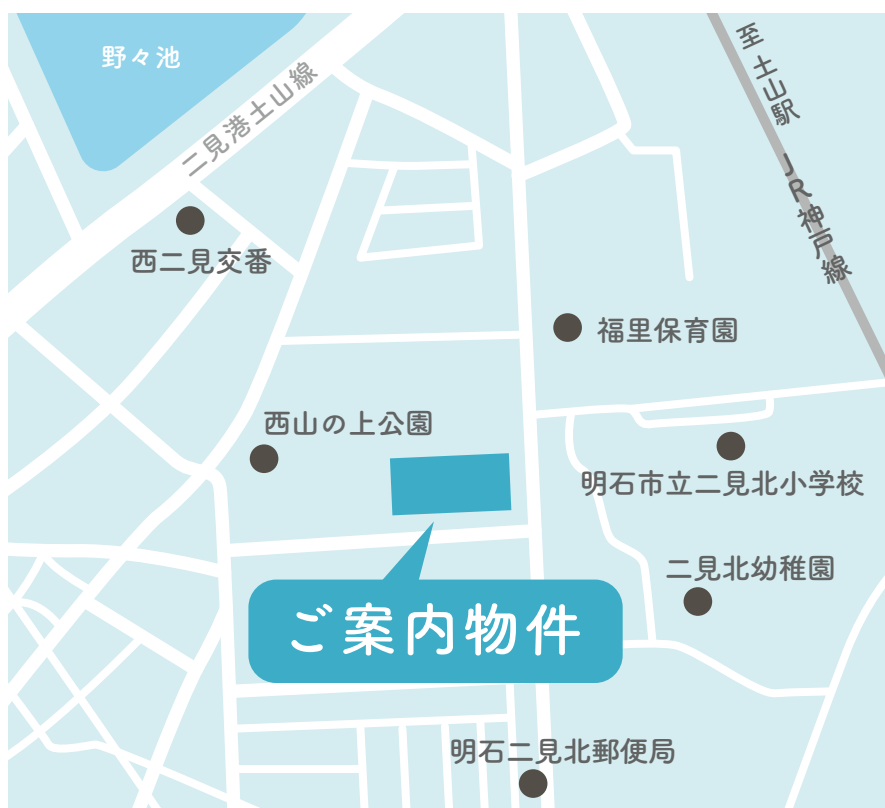 野々池
二見港土山線
至 土山駅 JR神戸線
西二見交番
福里保育園
西山の上公園
明石市立二見北小学校
二見北幼稚園
ご案内物件
明石二見北郵便局